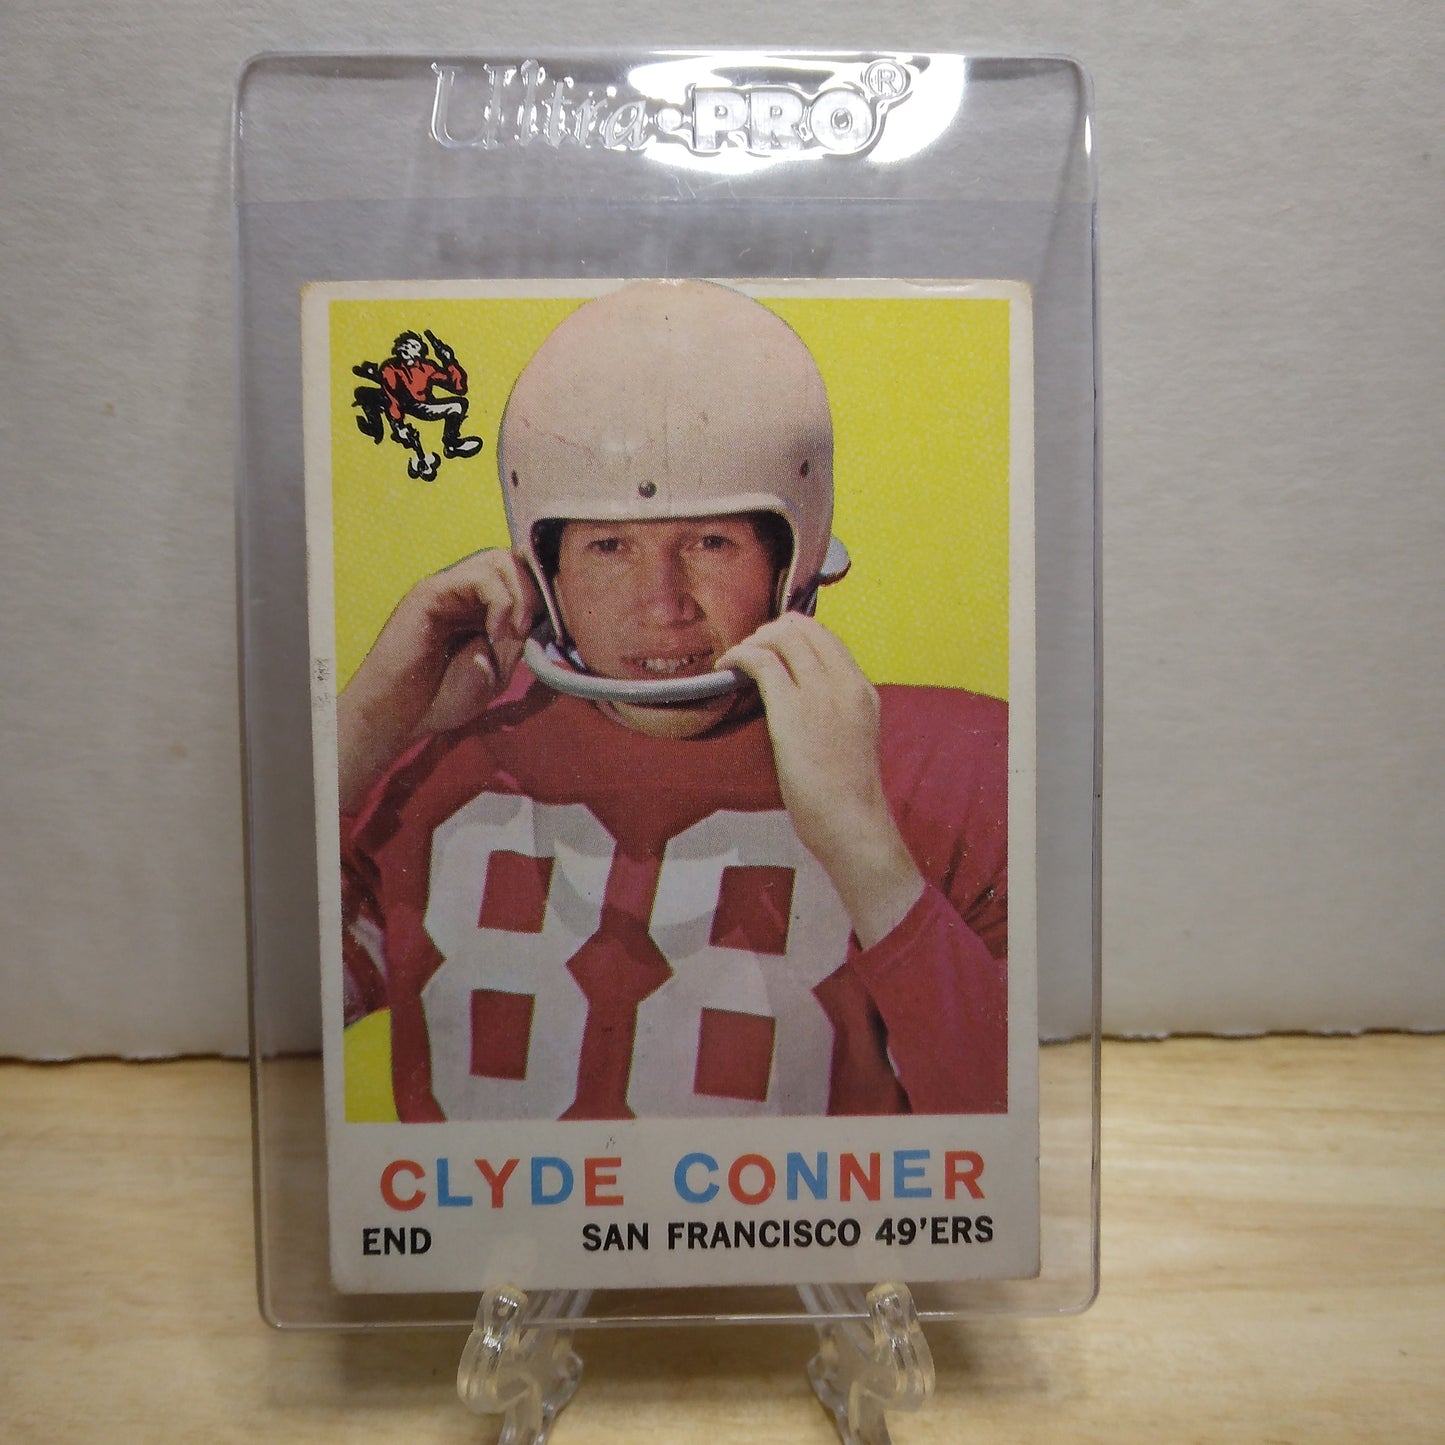 Ultra·PRO®
88
CLYDE CONNER
END SAN FRANCISCO 49'ERS